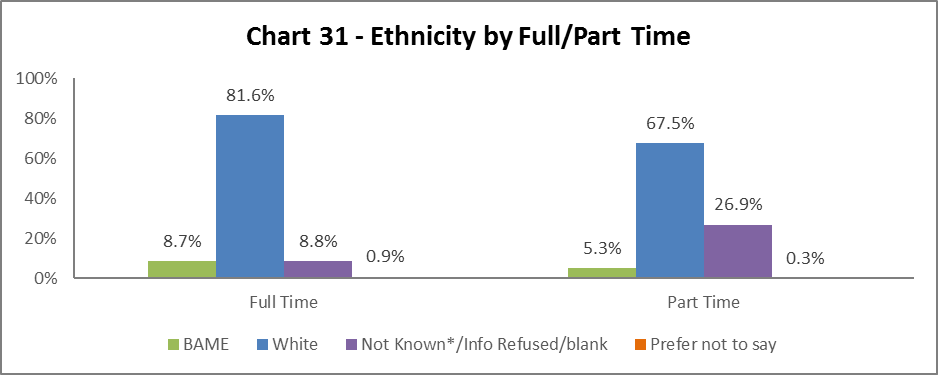 Chart 31 - Ethnicity by Full/Part Time
100%
80%
60%
40%
20%
0%
8.7%
81.6%
8.8%
0.9%
5.3%
67.5%
26.9%
0.3%
Full Time
Part Time
BAME
White
Not Known*/Info Refused/blank
Prefer not to say